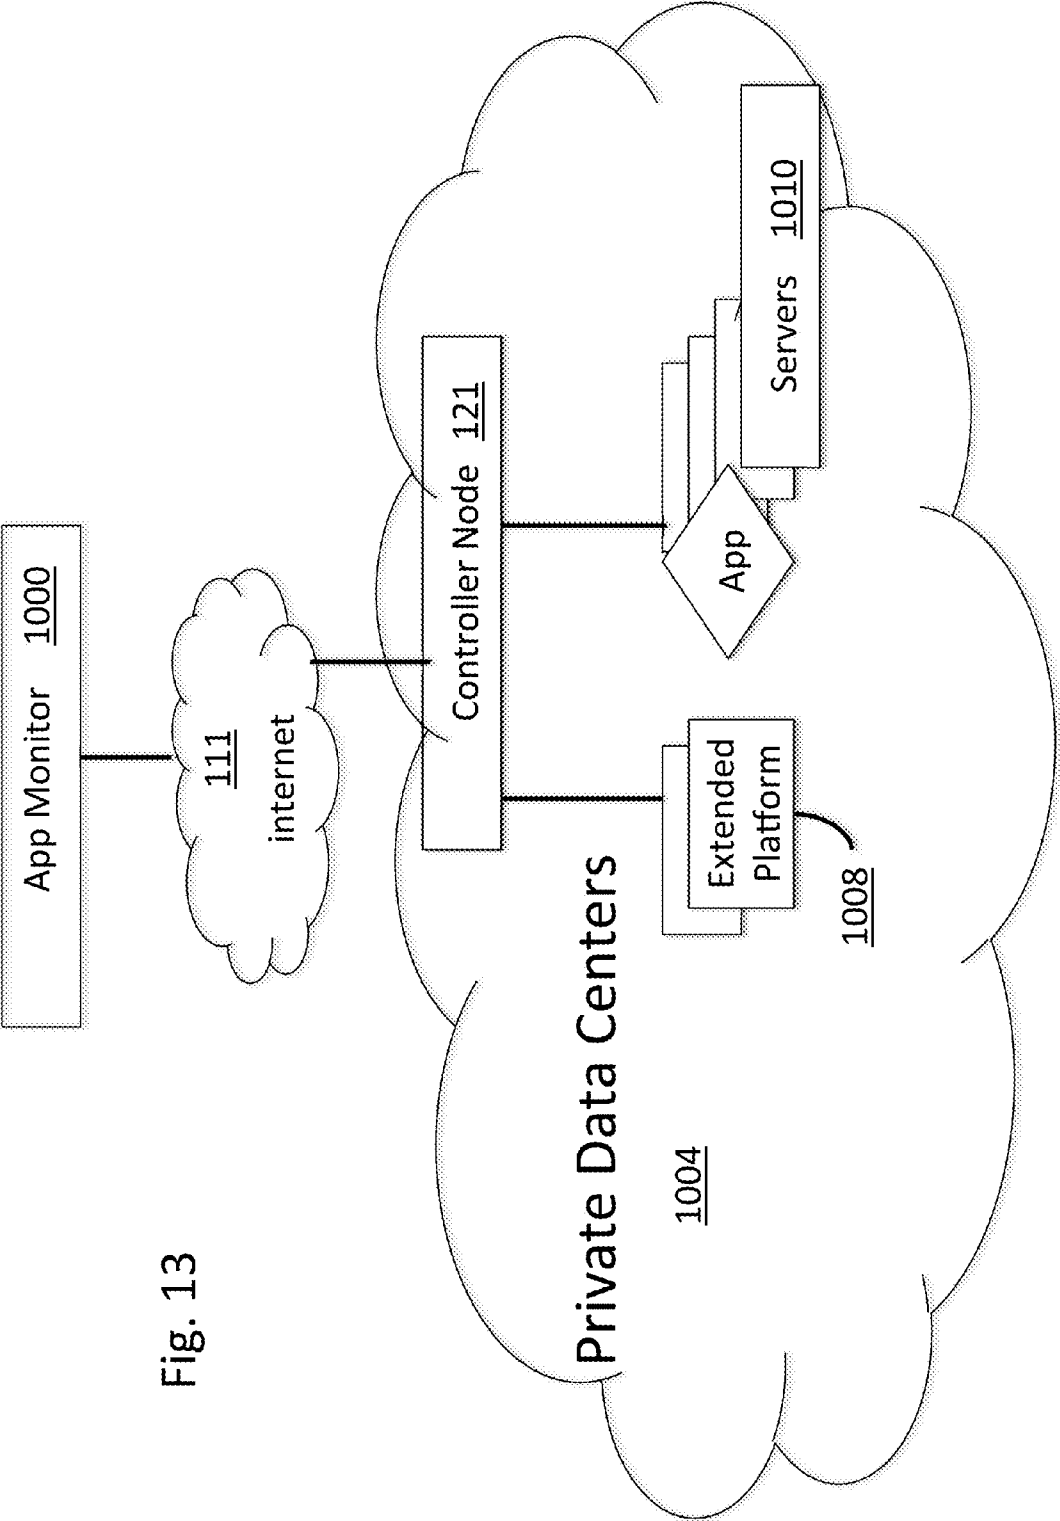 App Monitor 1000
111
internet
Controller Node 121
Private Data Centers
1004
Extended
Platform
1008
App
Servers 1010
Fig. 13